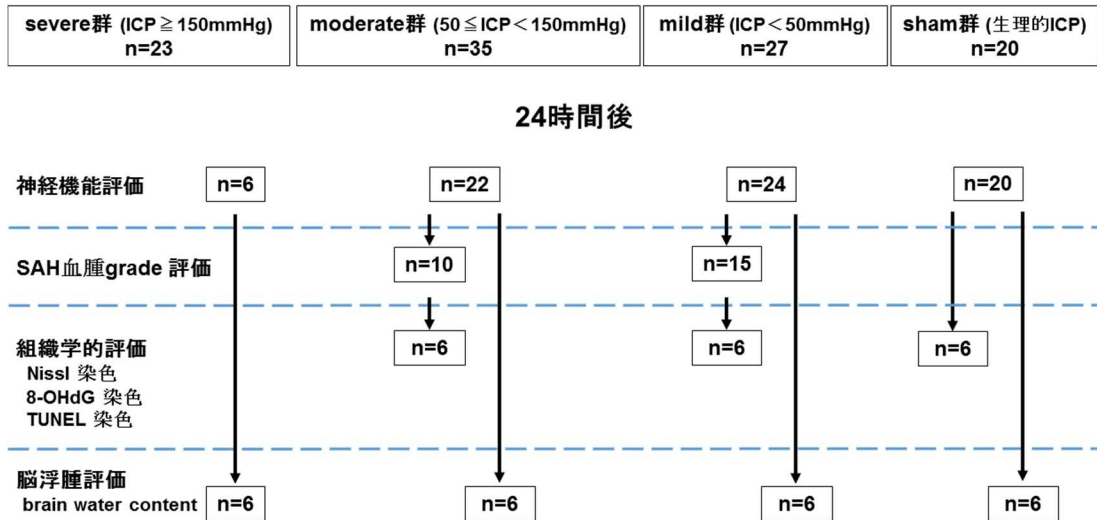 severe群 (ICP≧150mmHg)
n=23
moderate群 (50≦ICP<150mmHg)
n=35
mild群 (ICP<50mmHg)
n=27
sham群 (生理的ICP)
n=20
24時間後
神経機能評価
n=6
n=22
n=24
n=20
SAH血腫grade 評価
n=10
n=15
組織学的評価
Nissl 染色
8-OHdG 染色
TUNEL 染色
n=6
n=6
n=6
脳浮腫評価
brain water content
n=6
n=6
n=6
n=6